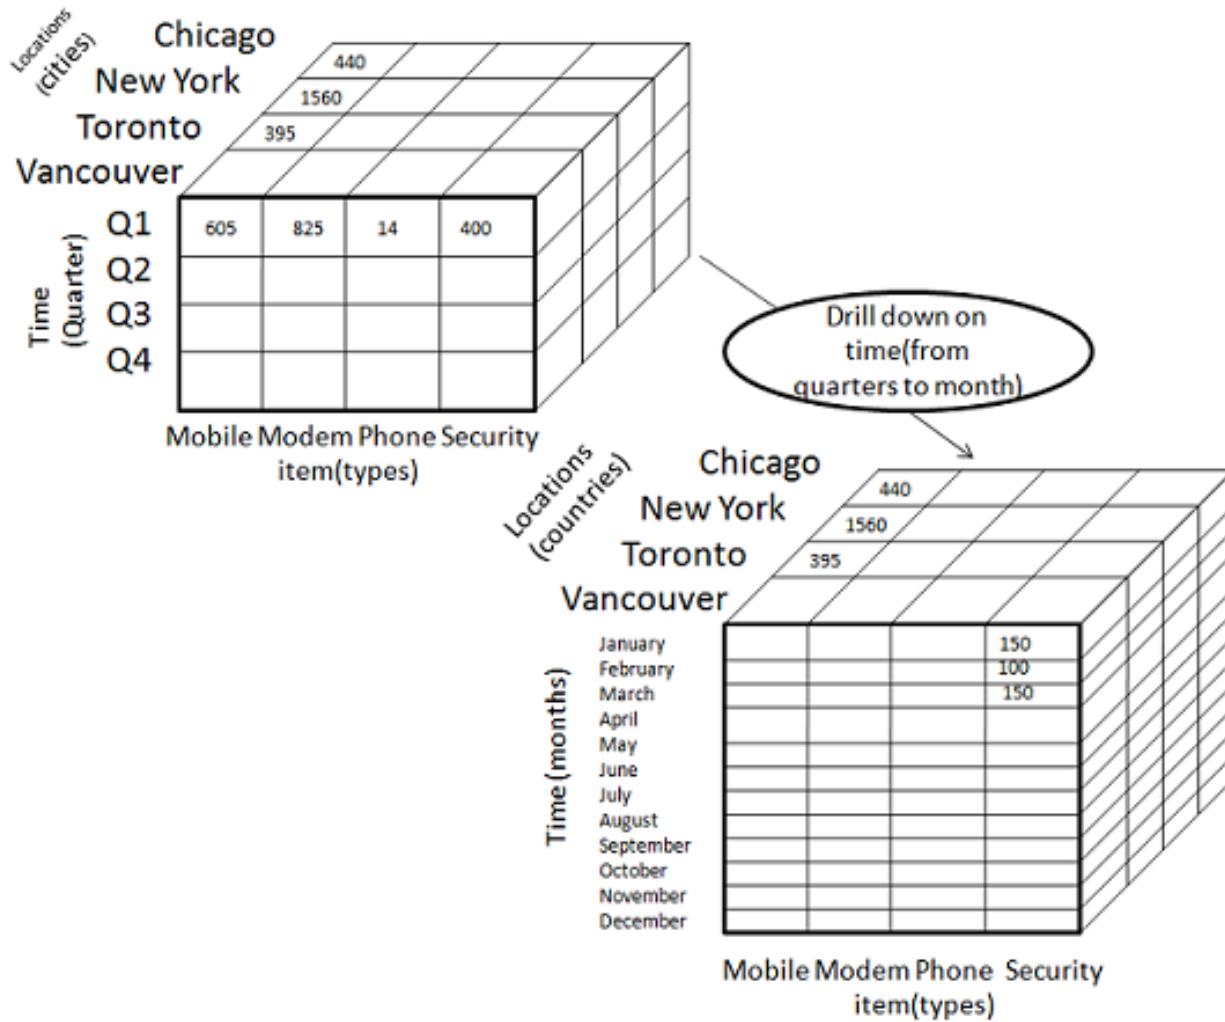 Locations
(cities)
Chicago
New York
Toronto
Vancouver
440
1560
395
Time
(Quarter)
Q1
Q2
Q3
Q4
605 825 14 400
Mobile Modem Phone Security
item(types)
Drill down on
time(from
quarters to month)
Locations
(countries)
Chicago
New York
Toronto
Vancouver
440
1560
395
Time(months)
January 150
February 100
March 150
April
May
June
July
August
September
October
November
December
Mobile Modem Phone Security
item(types)